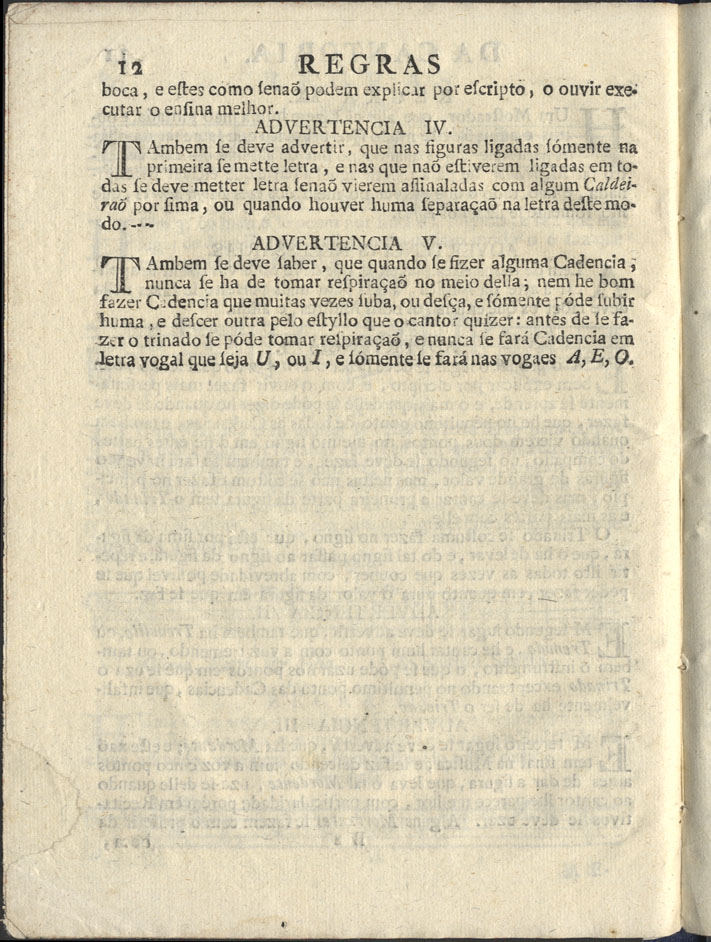 12 REGRAS
boca, e eſtes como ſenaõ podem explicar por eſcripto, o ouvir exe-
cutar o enſina melhor.
ADVERTENCIA IV.
TAmbem ſe deve advertir, que nas figuras ligadas ſómente na
primeira ſe mette letra, e nas que naõ eſtiverem ligadas em to-
das ſe deve metter letra ſenaõ vierem aſſinaladas com algum Caldei-
raõ por ſima, ou quando houver huma ſeparaçaõ na letra deſte mo-
do. ---
ADVERTENCIA V.
TAmbem ſe deve ſaber, que quando ſe fizer alguma Cadencia,
nunca ſe ha de tomar reſpiraçaõ no meio della; nem he bom
fazer Cadencia que muitas vezes ſuba, ou deſça, e ſómente póde ſubir
huma, e deſcer outra pelo eſtyllo que o cantor quizer: antes de ſe fa-
zer o trinado ſe póde tomar reſpiraçaõ, e nunca ſe fará Cadencia em
letra vogal que ſeja U, ou I, e ſómente ſe fará nas vogaes A, E, O.